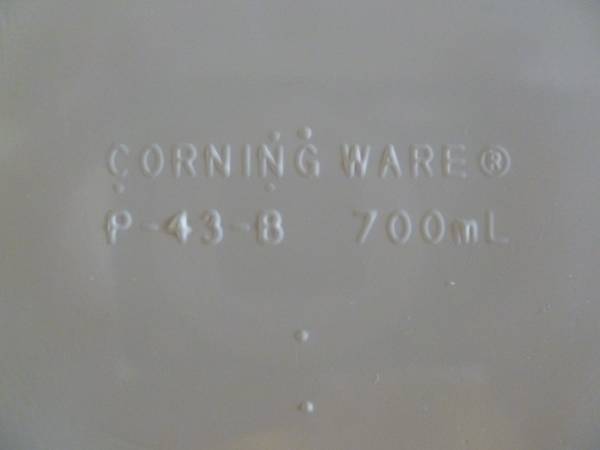 CORNING WARE®
P-43-B 700mL